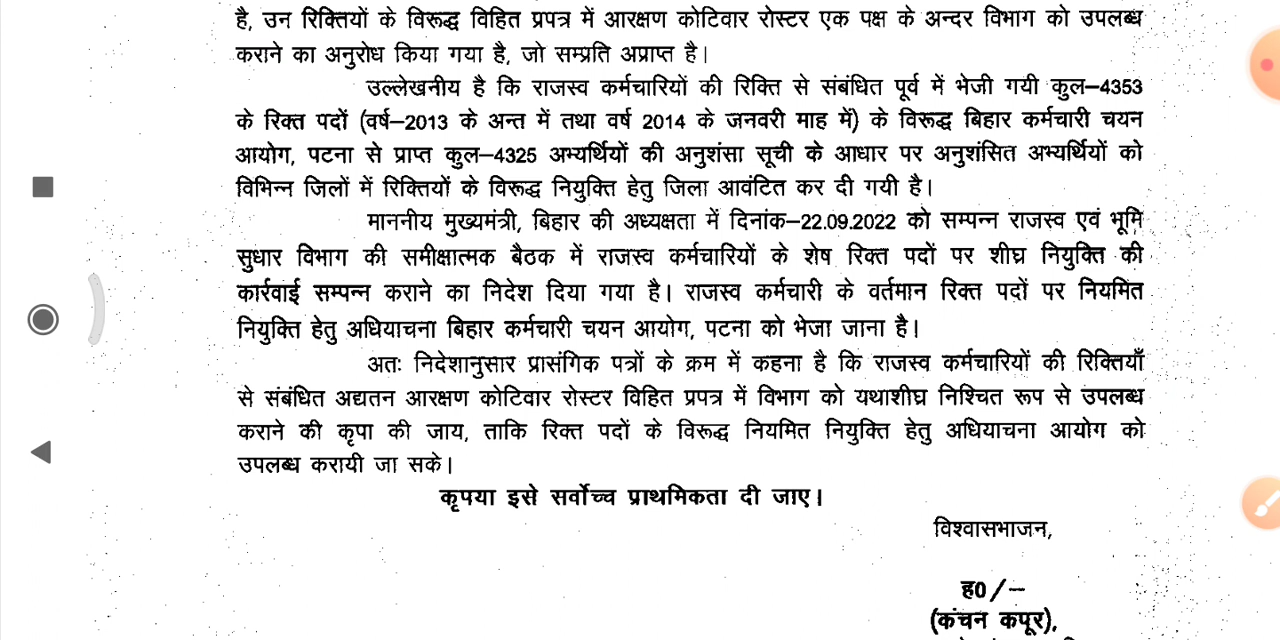 है, उन रिक्तियों के विरूद्ध विहित प्रपत्र में आरक्षण कोटिवार रोस्टर एक पक्ष के अन्दर विभाग को उपलब्ध
कराने का अनुरोध किया गया है, जो सम्प्रति अप्राप्त है।
उल्लेखनीय है कि राजस्व कर्मचारियों की रिक्ति से संबंधित पूर्व में भेजी गयी कुल–4353
के रिक्त पदों (वर्ष–2013 के अन्त में तथा वर्ष 2014 के जनवरी माह में) के विरूद्ध बिहार कर्मचारी चयन
आयोग, पटना से प्राप्त कुल–4325 अभ्यर्थियों की अनुशंसा सूची के आधार पर अनुशंसित अभ्यर्थियों को
विभिन्न जिलों में रिक्तियों के विरूद्ध नियुक्ति हेतु जिला आवंटित कर दी गयी है।
माननीय मुख्यमंत्री, बिहार की अध्यक्षता में दिनांक–22.09.2022 को सम्पन्न राजस्व एवं भूमि
सुधार विभाग की समीक्षात्मक बैठक में राजस्व कर्मचारियों के शेष रिक्त पदों पर शीघ्र नियुक्ति की
कार्रवाई सम्पन्न कराने का निदेश दिया गया है। राजस्व कर्मचारी के वर्तमान रिक्त पदों पर नियमित
नियुक्ति हेतु अधियाचना बिहार कर्मचारी चयन आयोग, पटना को भेजा जाना है।
अतः निदेशानुसार प्रासंगिक पत्रों के क्रम में कहना है कि राजस्व कर्मचारियों की रिक्तियाँ
से संबंधित अद्यतन आरक्षण कोटिवार रोस्टर विहित प्रपत्र में विभाग को यथाशीघ्र निश्चित रूप से उपलब्ध
कराने की कृपा की जाय, ताकि रिक्त पदों के विरूद्ध नियमित नियुक्ति हेतु अधियाचना आयोग को
उपलब्ध करायी जा सके।
कृपया इसे सर्वोच्च प्राथमिकता दी जाए।
विश्वासभाजन,
ह0/–
(कंचन कपूर),